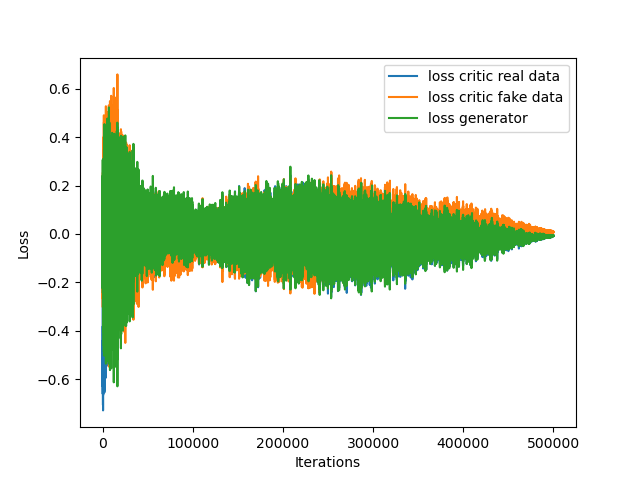 loss critic real data
loss critic fake data
loss generator
0.6
0.4
0.2
0.0
−0.2
−0.4
−0.6
Loss
0 100000 200000 300000 400000 500000
Iterations